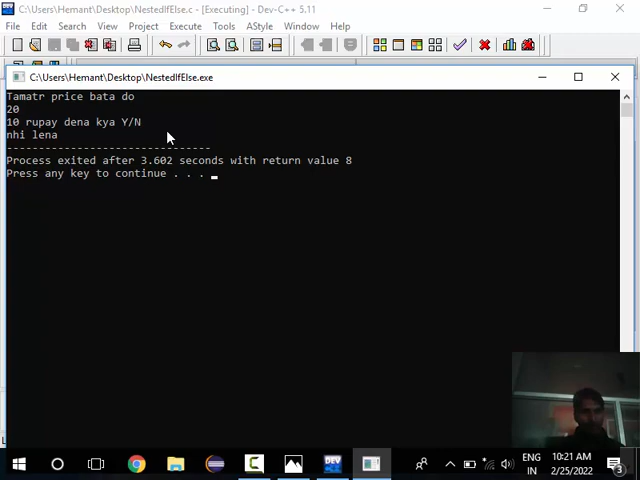 C:\Users\Hemant\Desktop\NestedIfElse.c - [Executing] - Dev-C++ 5.11
File Edit Search View Project Execute Tools AStyle Window Help
C:\Users\Hemant\Desktop\NestedIfElse.exe
Tamatr price bata do
20
10 rupay dena kya Y/N
nhi lena
--------------------------------
Process exited after 3.602 seconds with return value 8
Press any key to continue . . .
DEV
ENG
IN
10:21 AM
2/25/2022
3